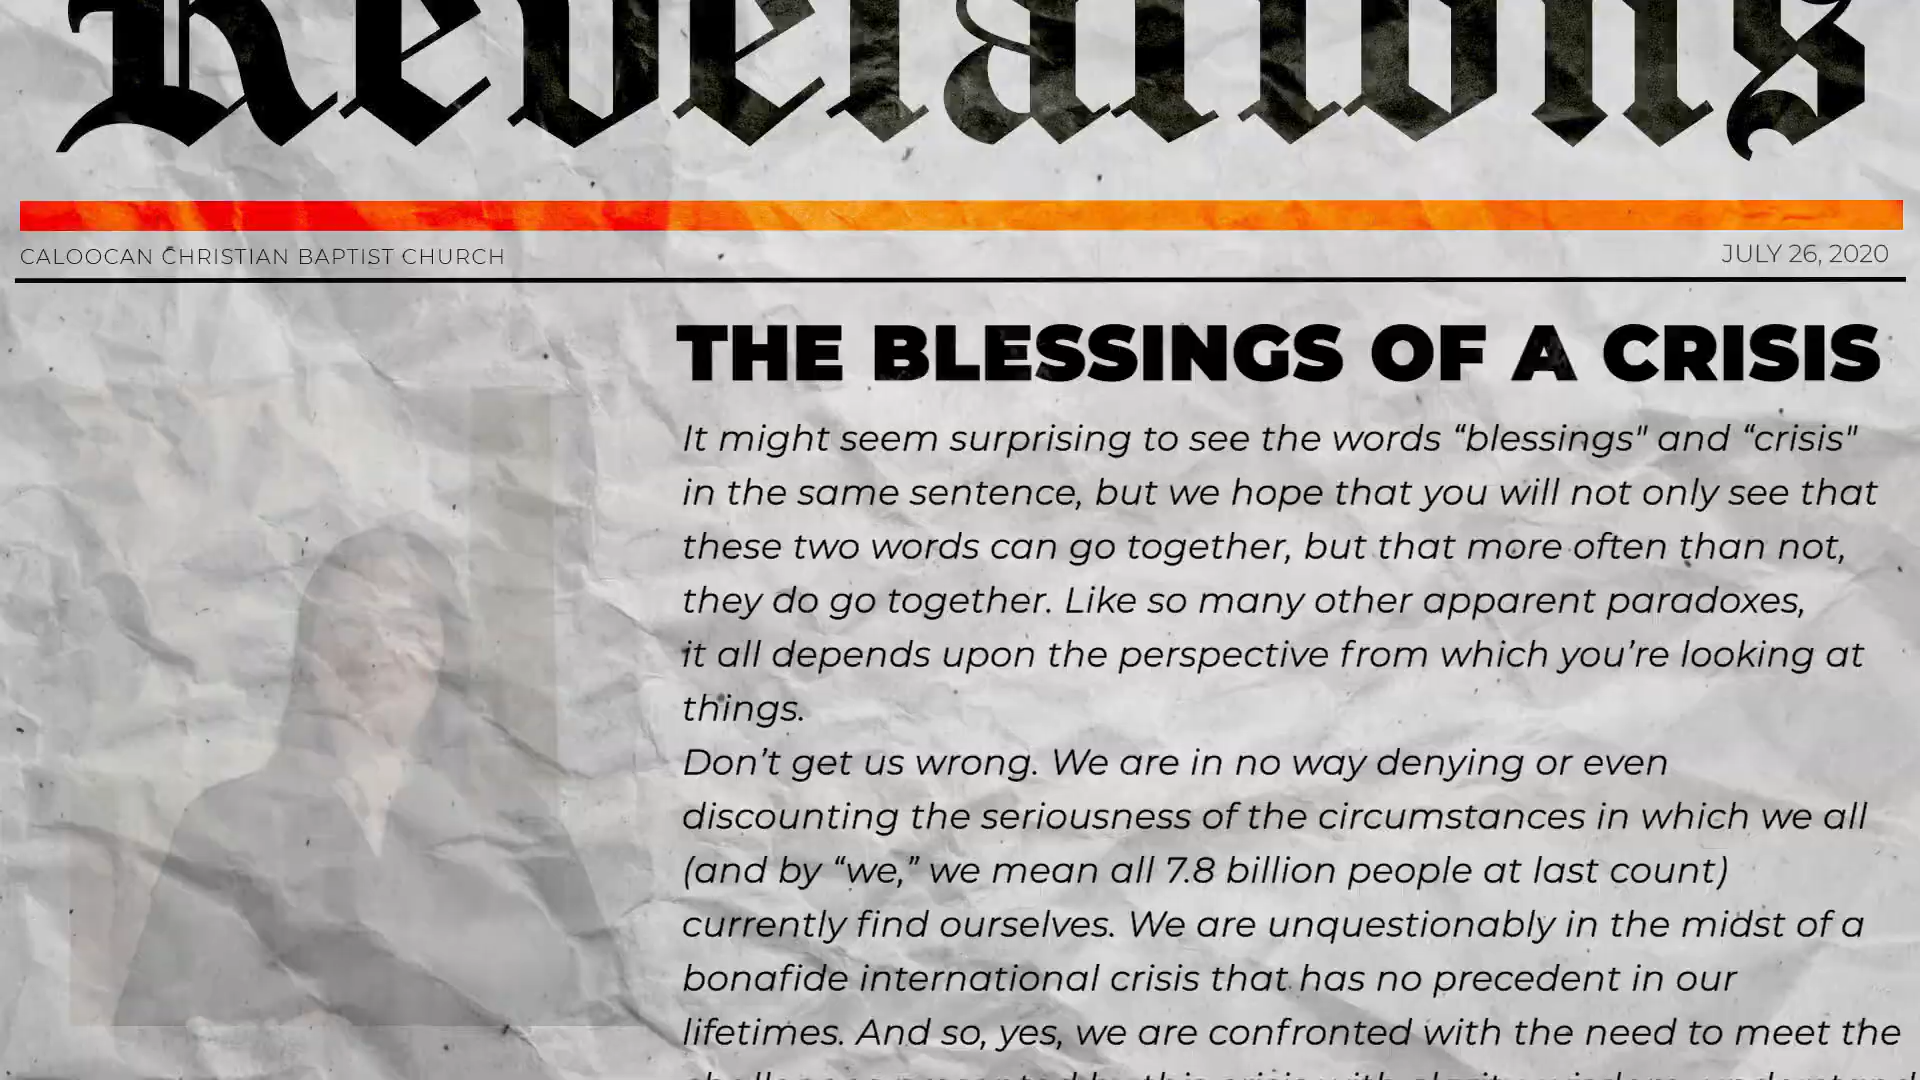 Revelations
CALOOCAN CHRISTIAN BAPTIST CHURCH
JULY 26, 2020
THE BLESSINGS OF A CRISIS
It might seem surprising to see the words “blessings" and “crisis"
in the same sentence, but we hope that you will not only see that
these two words can go together, but that more often than not,
they do go together. Like so many other apparent paradoxes,
it all depends upon the perspective from which you’re looking at
things.
Don’t get us wrong. We are in no way denying or even
discounting the seriousness of the circumstances in which we all
(and by “we,” we mean all 7.8 billion people at last count)
currently find ourselves. We are unquestionably in the midst of a
bonafide international crisis that has no precedent in our
lifetimes. And so, yes, we are confronted with the need to meet the